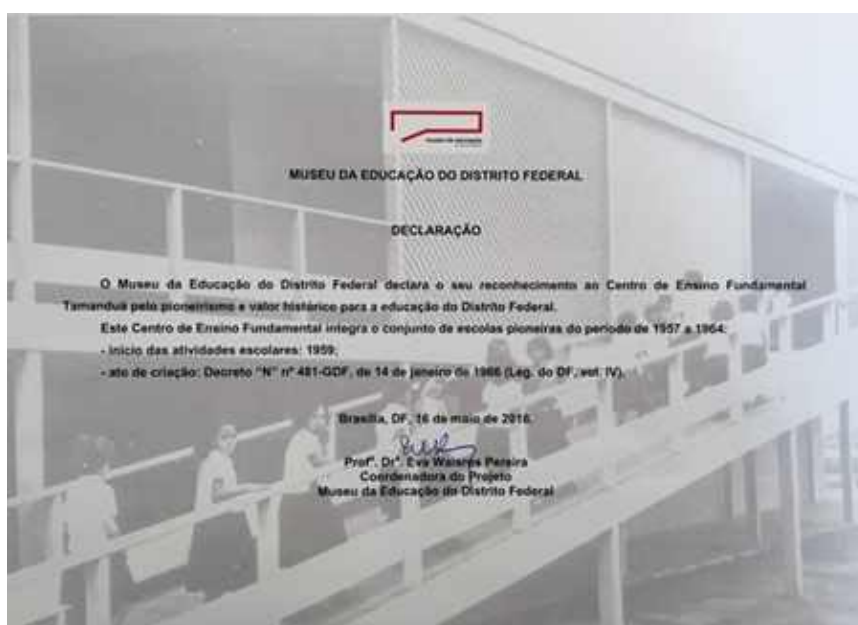 MUSEU DA EDUCAÇÃO
MUSEU DA EDUCAÇÃO DO DISTRITO FEDERAL
DECLARAÇÃO
O Museu da Educação do Distrito Federal declara o seu reconhecimento ao Centro de Ensino Fundamental
Tamanduá pelo pioneirismo e valor histórico para a educação do Distrito Federal.
Este Centro de Ensino Fundamental integra o conjunto de escolas pioneiras do período de 1957 a 1964:
- início das atividades escolares: 1959;
- ato de criação: Decreto "N" nº 481-GDF, de 14 de janeiro de 1966 (Leg. do DF, vol. IV).
Brasília, DF, 16 de maio de 2016.
Profª. Drª. Eva Waisros Pereira
Coordenadora do Projeto
Museu da Educação do Distrito Federal